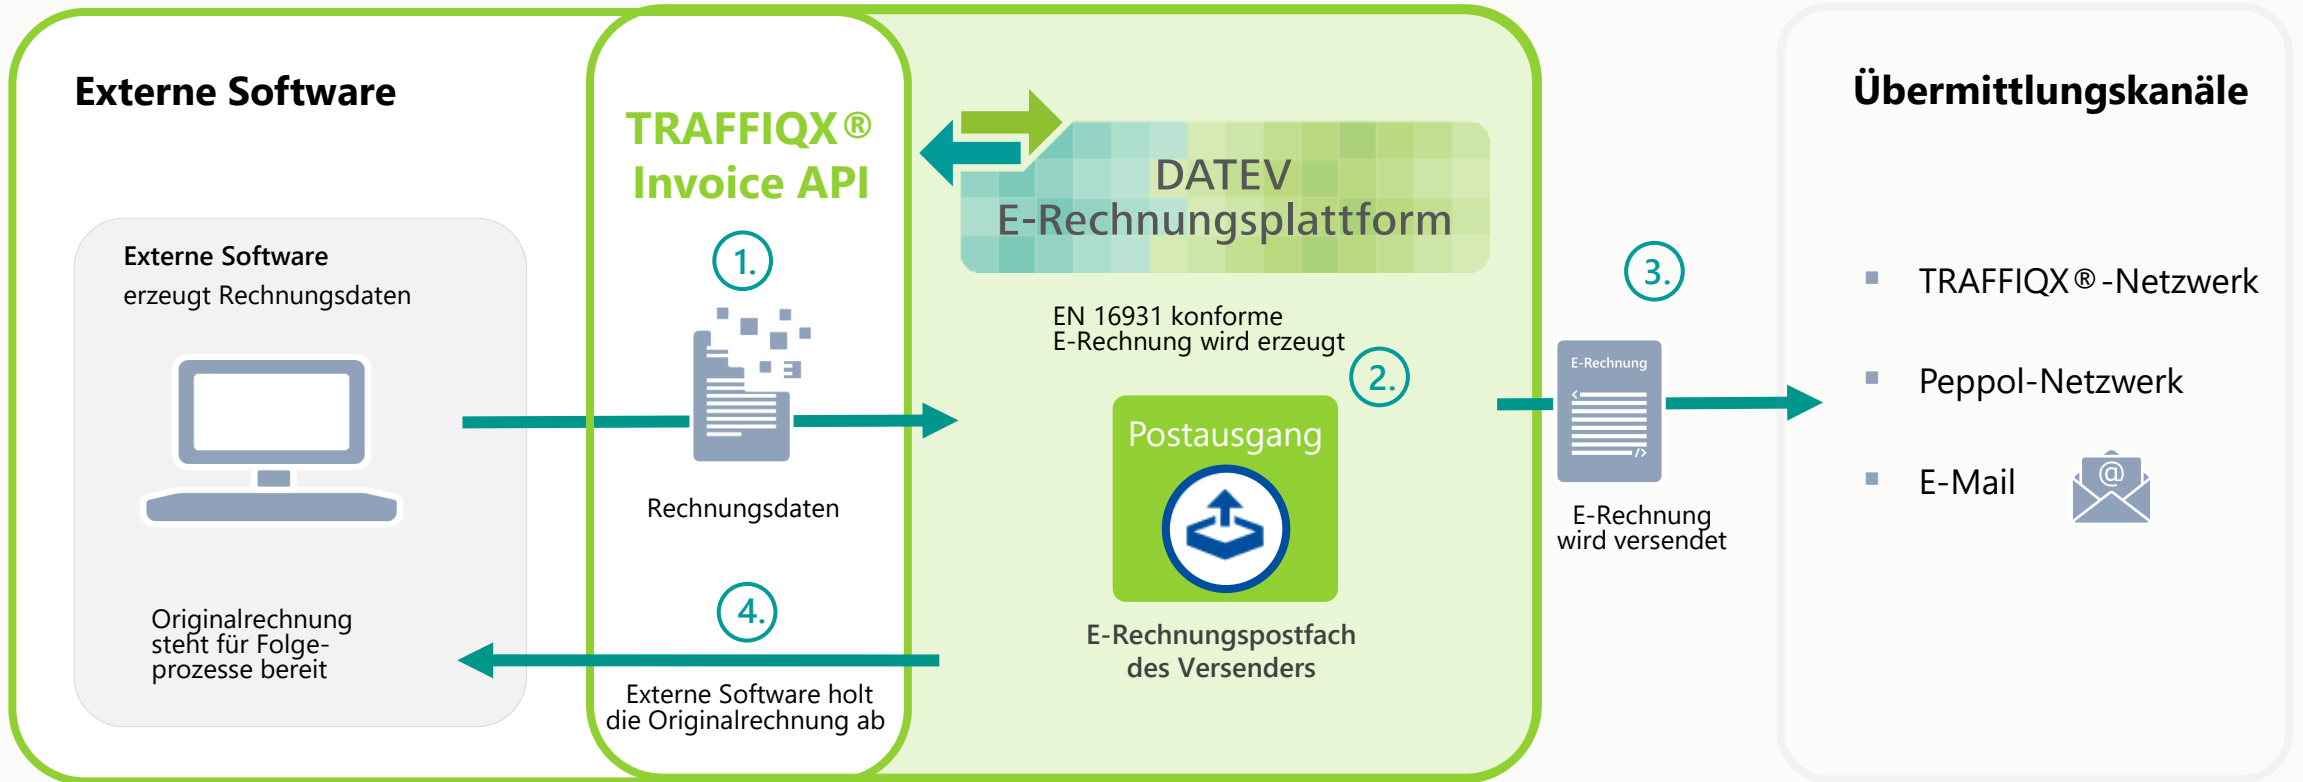 Externe Software
Externe Software
erzeugt Rechnungsdaten
Originalrechnung
steht für Folge-
prozesse bereit
TRAFFIQX®
Invoice API
1.
Rechnungsdaten
4.
Externe Software holt
die Originalrechnung ab
DATEV
E-Rechnungsplattform
EN 16931 konforme
E-Rechnung wird erzeugt
2.
Postausgang
E-Rechnungspostfach
des Versenders
3.
E-Rechnung
<
/>
E-Rechnung
wird versendet
Übermittlungskanäle
TRAFFIQX®-Netzwerk
Peppol-Netzwerk
E-Mail
@